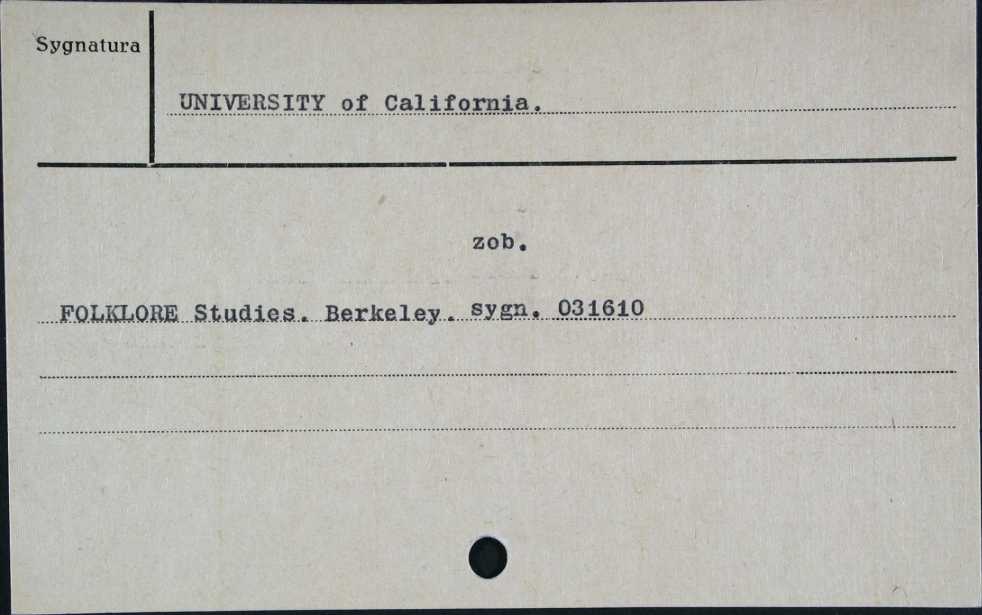 Sygnatura
UNIVERSITY of California.
zob.
FOLKLORE Studies. Berkeley. sygn. 031610